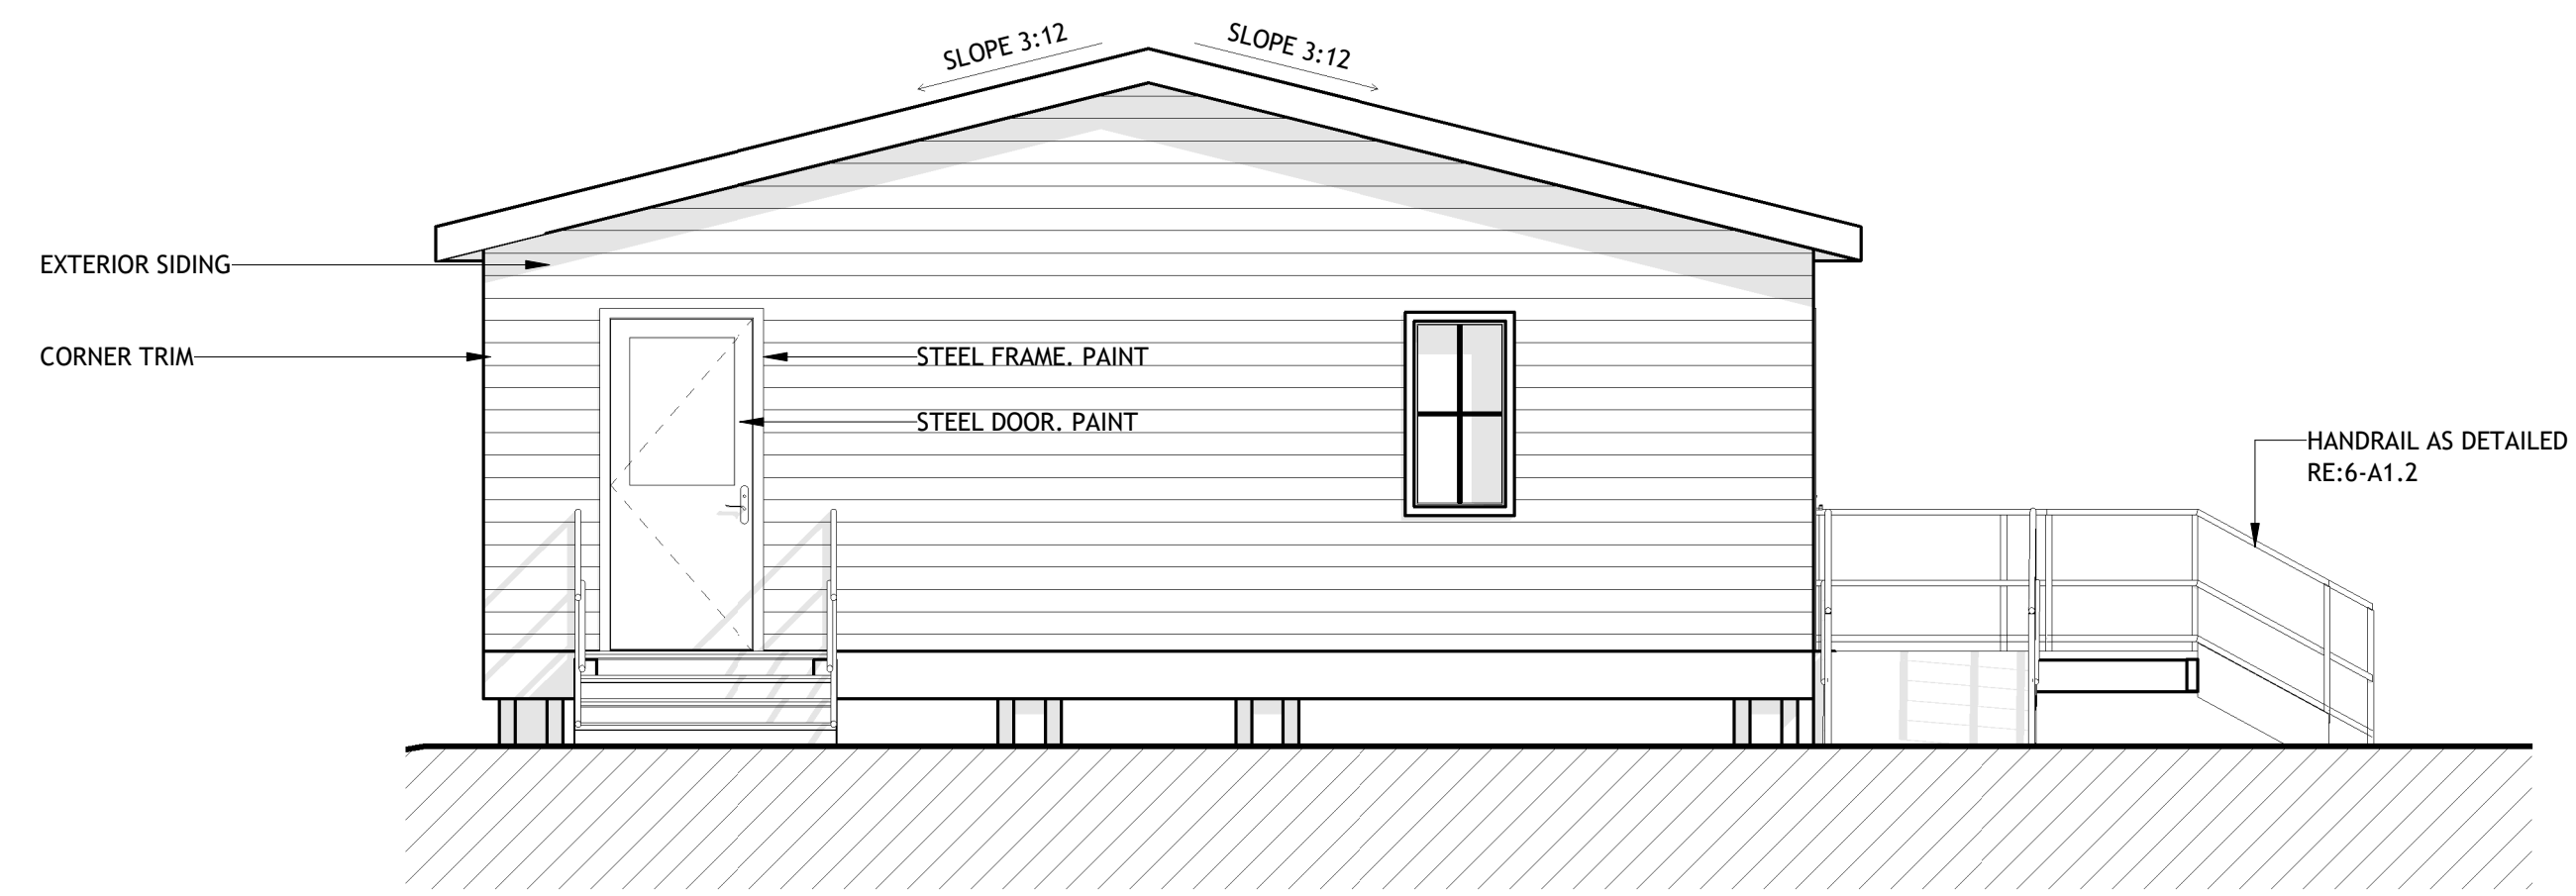 SLOPE 3:12
SLOPE 3:12
EXTERIOR SIDING
CORNER TRIM
STEEL FRAME. PAINT
STEEL DOOR. PAINT
HANDRAIL AS DETAILED
RE:6-A1.2